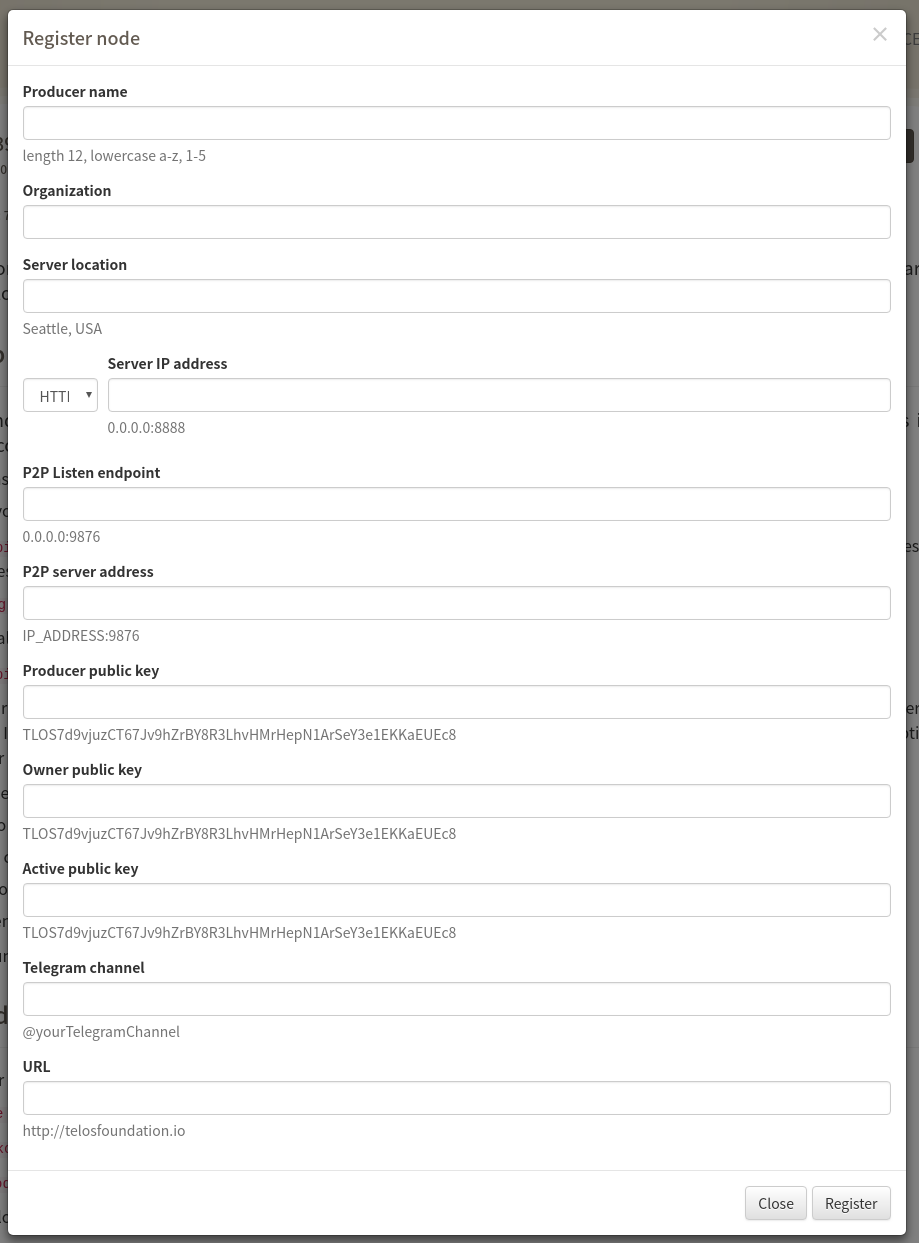 Register node
×
Producer name
length 12, lowercase a-z, 1-5
Organization
Server location
Seattle, USA
Server IP address
HTTI
0.0.0.0:8888
P2P Listen endpoint
0.0.0.0:9876
P2P server address
IP_ADDRESS:9876
Producer public key
TLOS7d9vjuzCT67Jv9hZrBY8R3LhvHMrHepN1ArSeY3e1EKKaEUEc8
Owner public key
TLOS7d9vjuzCT67Jv9hZrBY8R3LhvHMrHepN1ArSeY3e1EKKaEUEc8
Active public key
TLOS7d9vjuzCT67Jv9hZrBY8R3LhvHMrHepN1ArSeY3e1EKKaEUEc8
Telegram channel
@yourTelegramChannel
URL
http://telosfoundation.io
Close Register